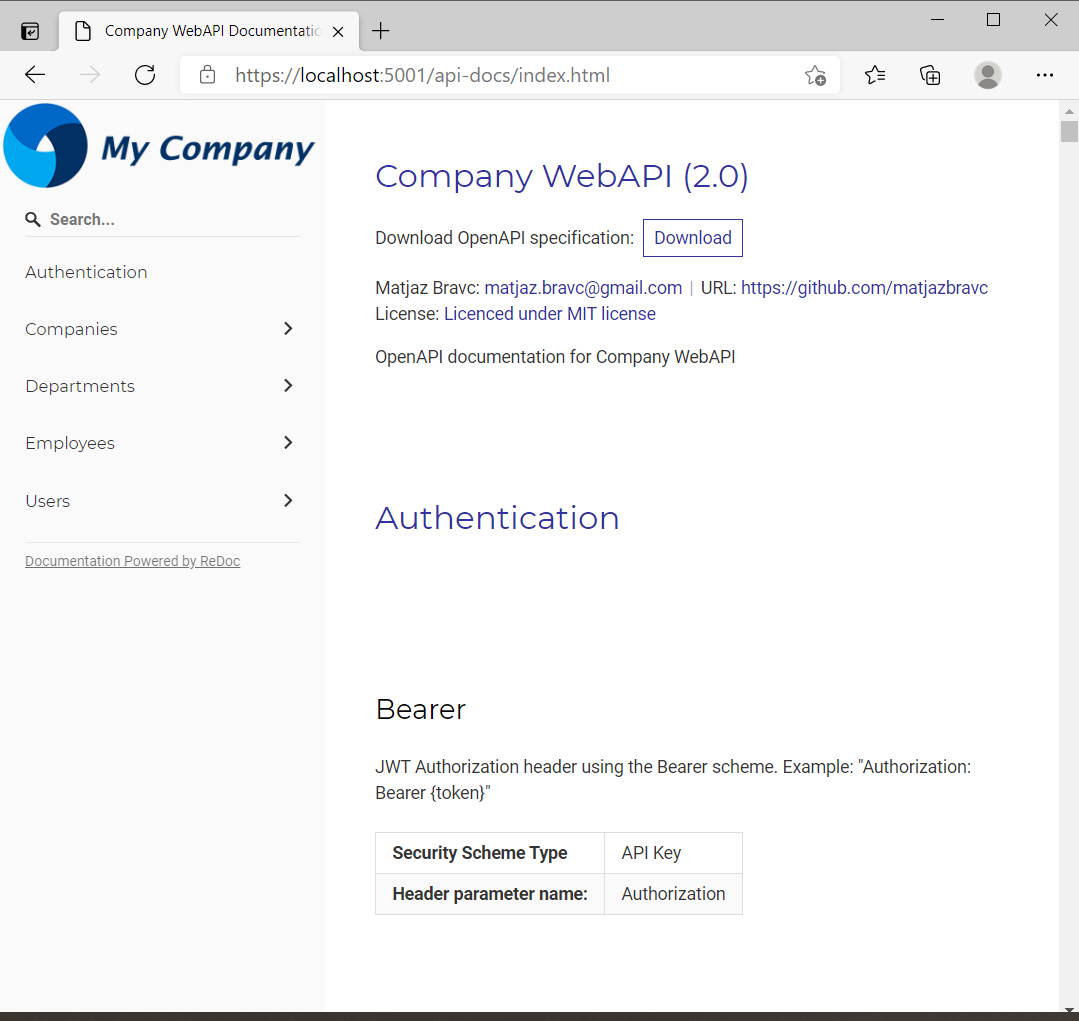 Company WebAPI Documentatic
https://localhost:5001/api-docs/index.html
My Company
Search...
Authentication
Companies
Departments
Employees
Users
Documentation Powered by ReDoc
Company WebAPI (2.0)
Download OpenAPI specification: Download
Matjaz Bravc: matjaz.bravc@gmail.com | URL: https://github.com/matjazbravc
License: Licenced under MIT license
OpenAPI documentation for Company WebAPI
Authentication
Bearer
JWT Authorization header using the Bearer scheme. Example: "Authorization:
Bearer {token}"
Security Scheme Type API Key
Header parameter name: Authorization